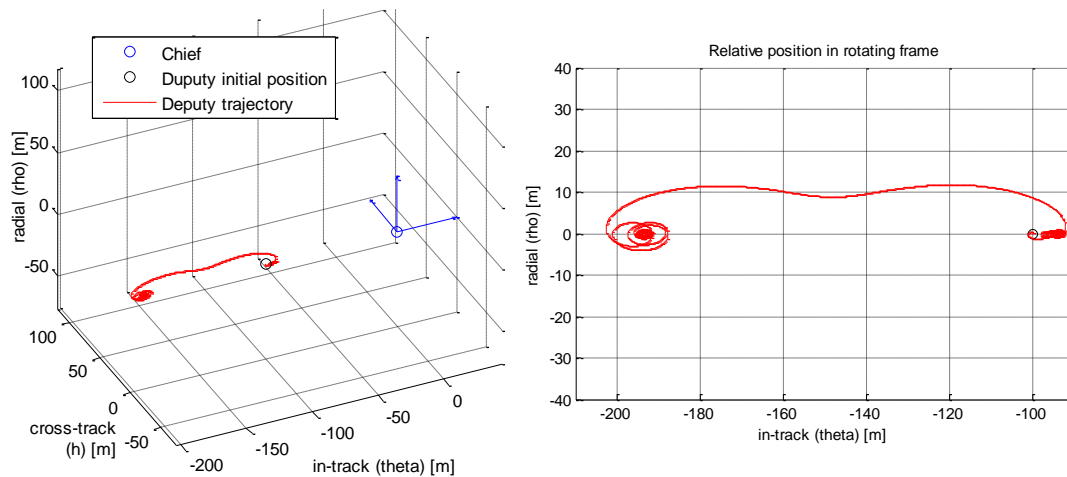 Chief
Duputy initial position
Deputy trajectory
100
50
0
-50
radial (rho) [m]
100
50
0
-50
cross-track
(h) [m]
-200
-150
-100
-50
0
in-track (theta) [m]
Relative position in rotating frame
40
30
20
10
0
-10
-20
-30
-40
radial (rho) [m]
-200
-180
-160
-140
-120
-100
in-track (theta) [m]